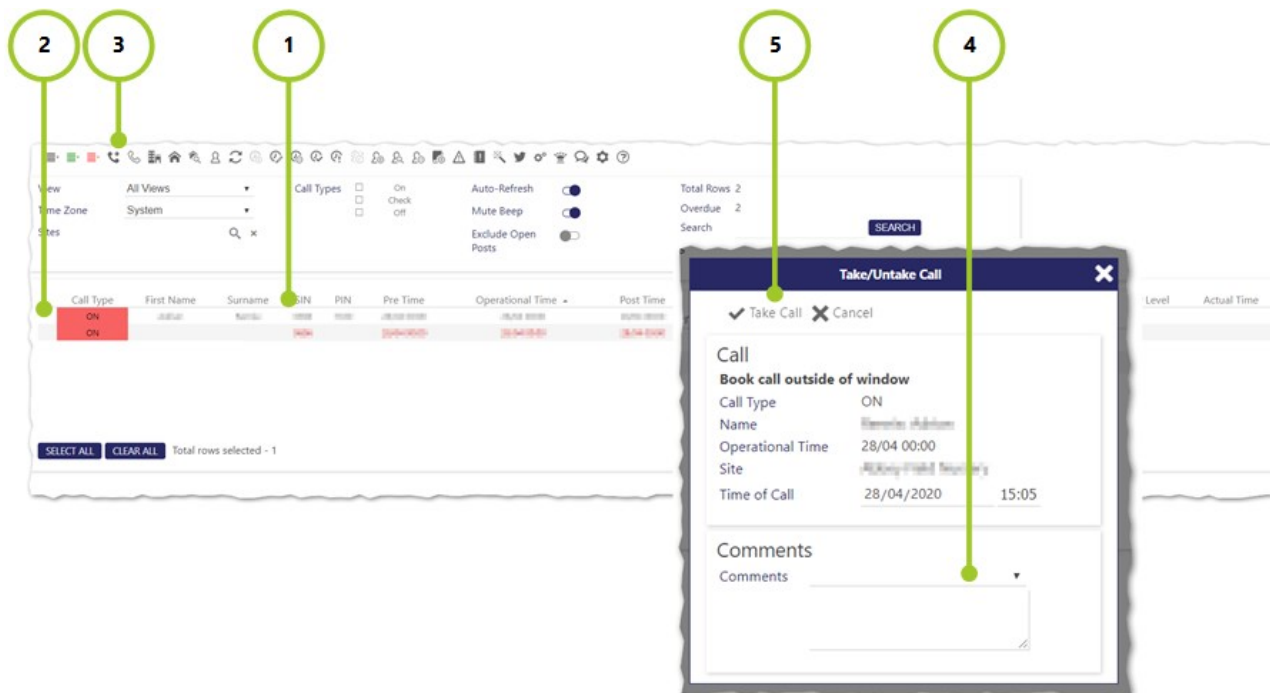 2 3 1 5 4
View All Views Call Types On Auto-Refresh Total Rows 2
Check
Time Zone System Off Mute Beep Overdue 2
Sites Exclude Open Search SEARCH
Posts
Take/Untake Call
Call Type First Name Surname SIN PIN Pre Time Operational Time Post Time Level Actual Time
ON
ON
Take Call Cancel
Call
Book call outside of window
Call Type ON
Name
Operational Time 28/04 00:00
Site
Time of Call 28/04/2020 15:05
SELECT ALL CLEAR ALL Total rows selected - 1
Comments
Comments